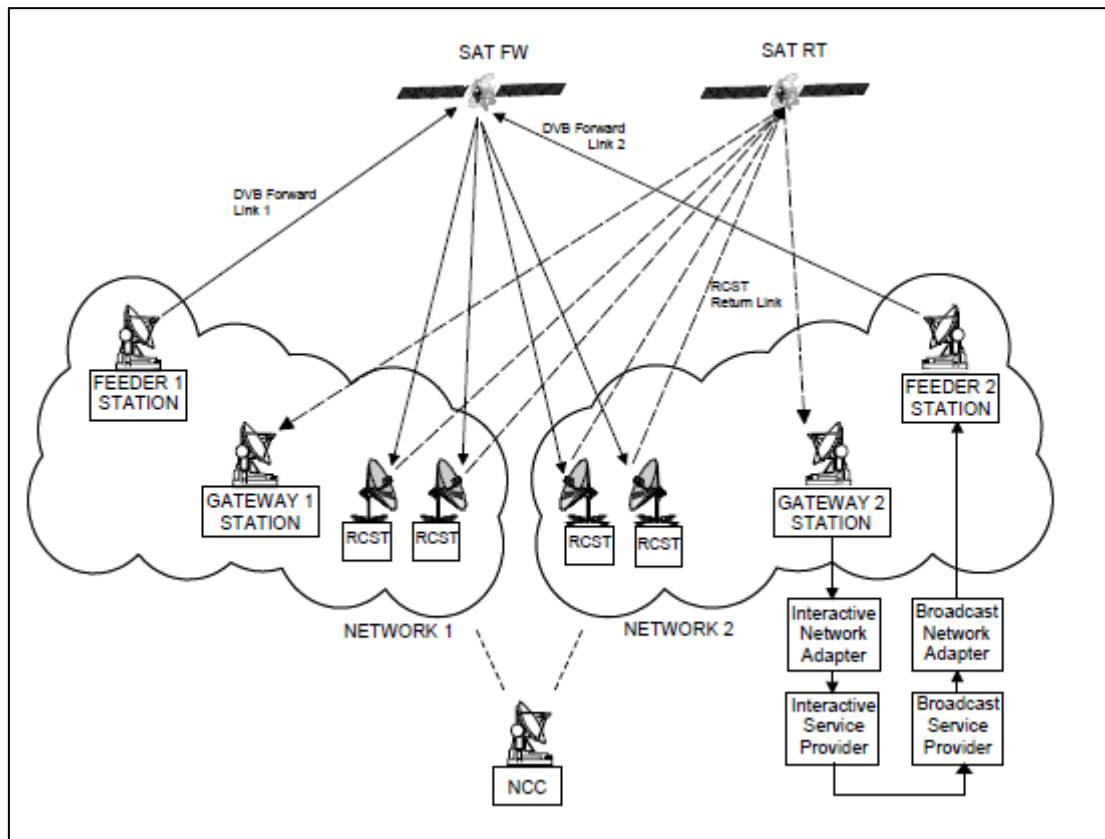 SAT FW
SAT RT
DVB Forward
Link 2
DVB Forward
Link 1
RCST
Return Link
FEEDER 1
STATION
FEEDER 2
STATION
GATEWAY 1
STATION
RCST
RCST
RCST
RCST
GATEWAY 2
STATION
NETWORK 1
NETWORK 2
Interactive
Network
Adapter
Broadcast
Network
Adapter
Interactive
Service
Provider
Broadcast
Service
Provider
NCC